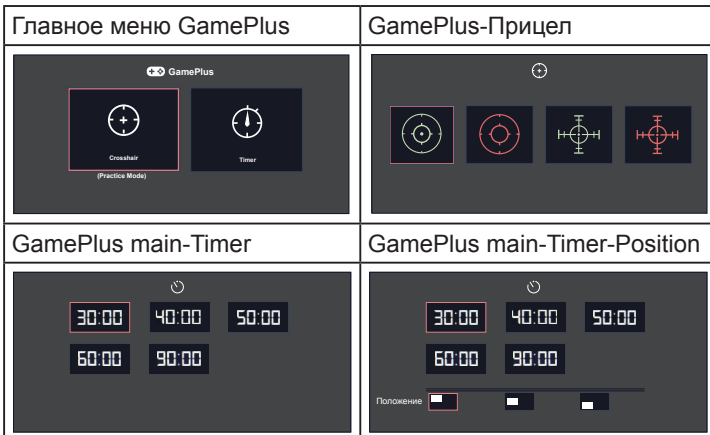 Главное меню GamePlus
GamePlus-Прицел
GamePlus
Crosshair
Timer
(Practice Mode)
GamePlus main-Timer
GamePlus main-Timer-Position
30:00 40:00 50:00
60:00 90:00
30:00 40:00 50:00
60:00 90:00
Положение